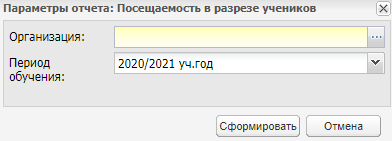 Параметры отчета: Посещаемость в разрезе учеников
Организация:
Период
обучения:
2020/2021 уч.год
Сформировать
Отмена